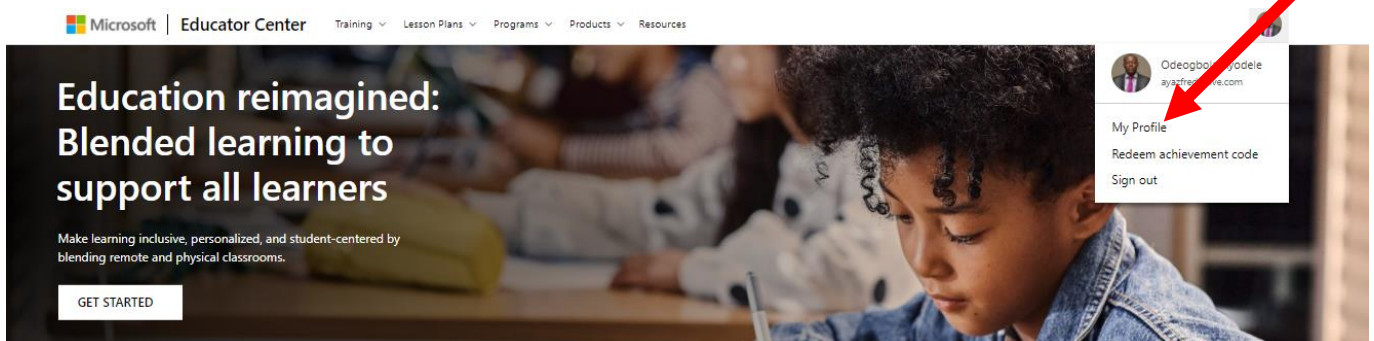 Microsoft | Educator Center Training Lesson Plans Programs Products Resources
Education reimagined:
Blended learning to
support all learners
Make learning inclusive, personalized, and student-centered by
blending remote and physical classrooms.
GET STARTED
My Profile
Redeem achievement code
Sign out